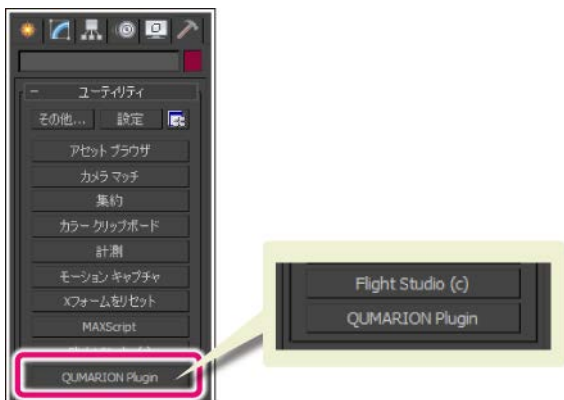 ユーティリティ
その他... 設定
アセット ブラウザ
カメラ マッチ
集約
カラー クリップボード
計測
モーション キャプチャ
Xフォームをリセット
MAXScript
QUMARION Plugin
Flight Studio (c)
QUMARION Plugin